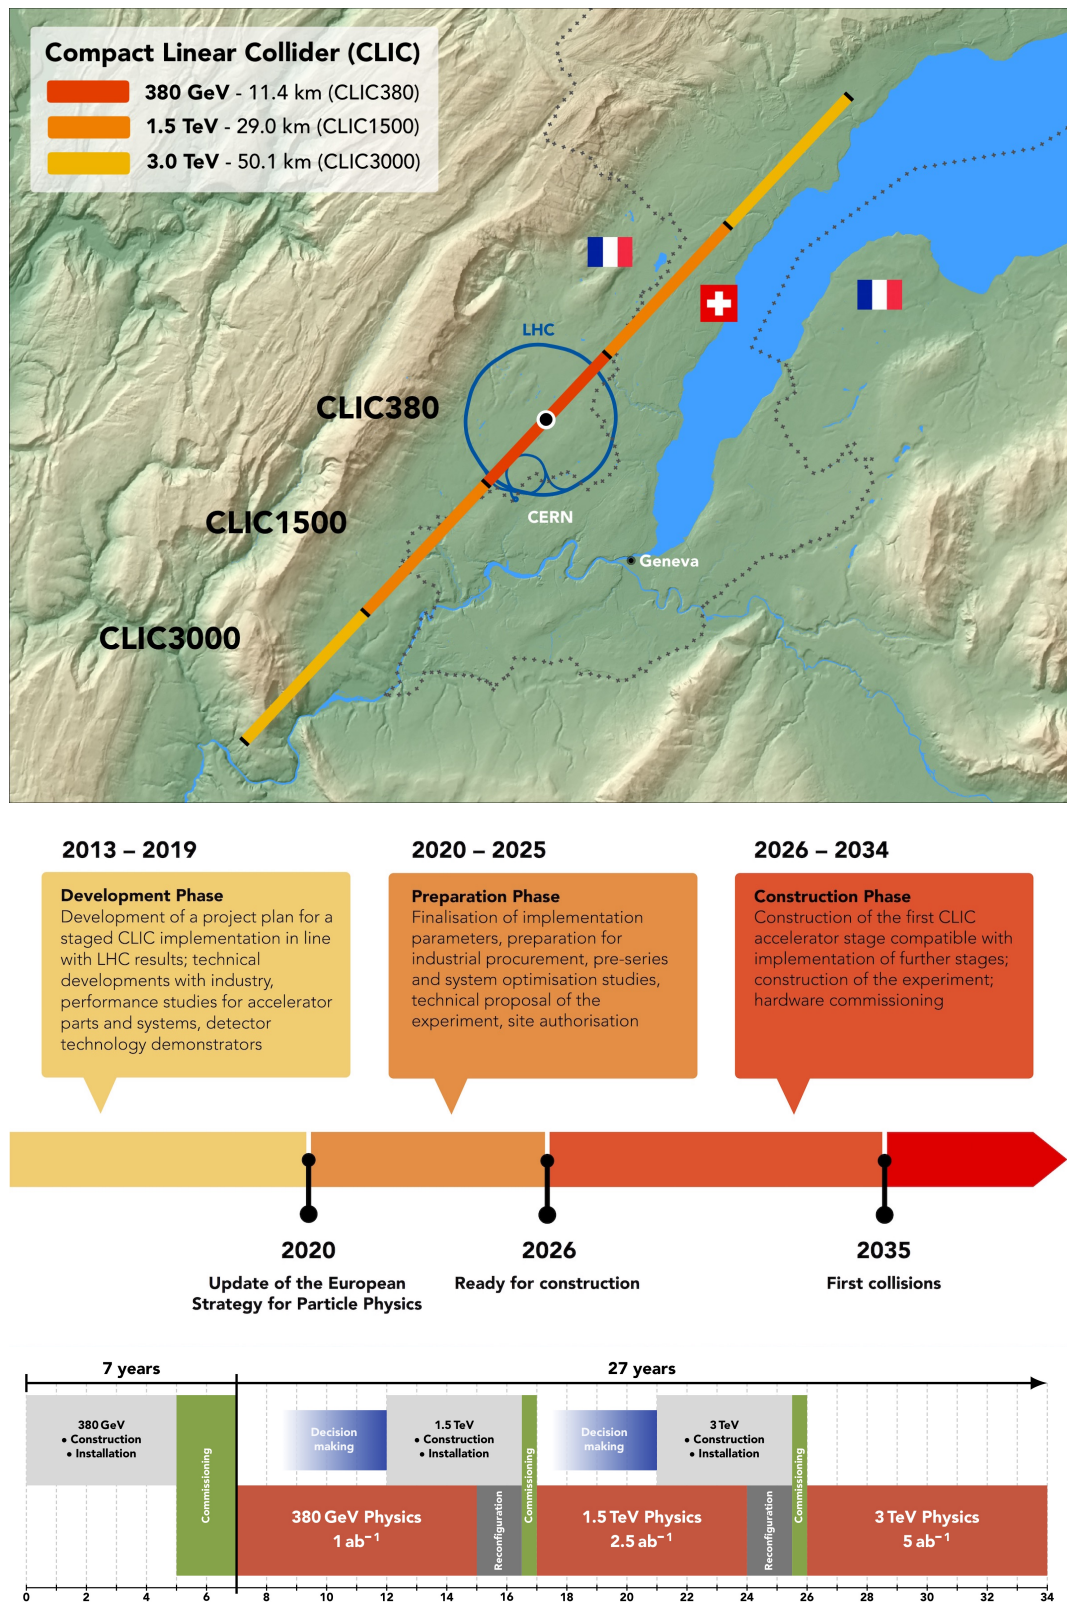 Compact Linear Collider (CLIC)
380 GeV - 11.4 km (CLIC380)
1.5 TeV - 29.0 km (CLIC1500)
3.0 TeV - 50.1 km (CLIC3000)
LHC
CLIC380
CLIC1500
CERN
Geneva
CLIC3000
2013 – 2019
Development Phase
Development of a project plan for a
staged CLIC implementation in line
with LHC results; technical
developments with industry,
performance studies for accelerator
parts and systems, detector
technology demonstrators
2020 – 2025
Preparation Phase
Finalisation of implementation
parameters, preparation for
industrial procurement, pre-series
and system optimisation studies,
technical proposal of the
experiment, site authorisation
2026 – 2034
Construction Phase
Construction of the first CLIC
accelerator stage compatible with
implementation of further stages;
construction of the experiment;
hardware commissioning
2020
Update of the European
Strategy for Particle Physics
2026
Ready for construction
2035
First collisions
7 years
27 years
380 GeV
• Construction
• Installation
Commissioning
Decision
making
1.5 TeV
• Construction
• Installation
Commissioning
Decision
making
3 TeV
• Construction
• Installation
Commissioning
380 GeV Physics
1 ab⁻¹
Reconfiguration
1.5 TeV Physics
2.5 ab⁻¹
Reconfiguration
3 TeV Physics
5 ab⁻¹
0 2 4 6 8 10 12 14 16 18 20 22 24 26 28 30 32 34